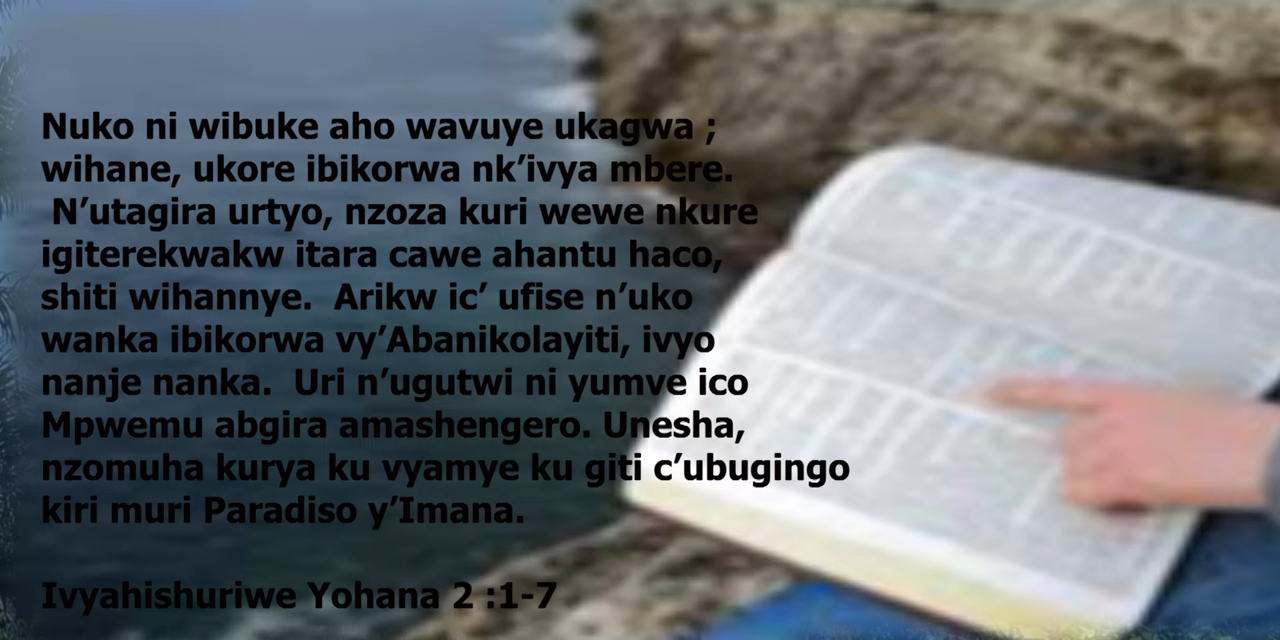 Nuko ni wibuke aho wavuye ukagwa ;
wihane, ukore ibikorwa nk’ivya mbere.
N’utagira urtyo, nzoza kuri wewe nkure
igiterekwakw itara cawe ahantu haco,
shiti wihannye.  Arikw ic’ ufise n’uko
wanka ibikorwa vy’Abanikolayiti, ivyo
nanje nanka.  Uri n’ugutwi ni yumve ico
Mpwemu abgira amashengero. Unesha,
nzomuha kurya ku vyamye ku giti c’ubugingo
kiri muri Paradiso y’Imana.
Ivyahishuriwe Yohana 2 :1-7